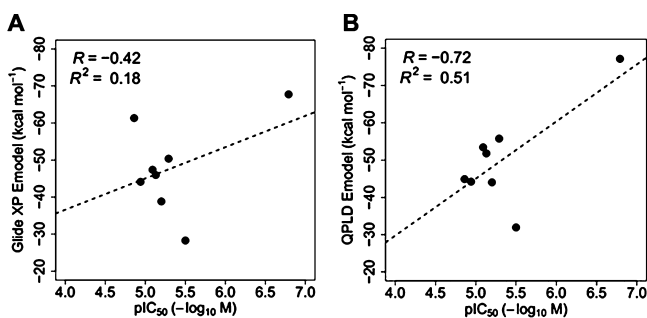 A
R = −0.42
R² = 0.18
Glide XP Emodel (kcal mol⁻¹)
−80
−70
−60
−50
−40
−30
−20
4.0 4.5 5.0 5.5 6.0 6.5 7.0
pIC₅₀ (−log₁₀ M)
B
R = −0.72
R² = 0.51
QPLD Emodel (kcal mol⁻¹)
−80
−70
−60
−50
−40
−30
−20
4.0 4.5 5.0 5.5 6.0 6.5 7.0
pIC₅₀ (−log₁₀ M)